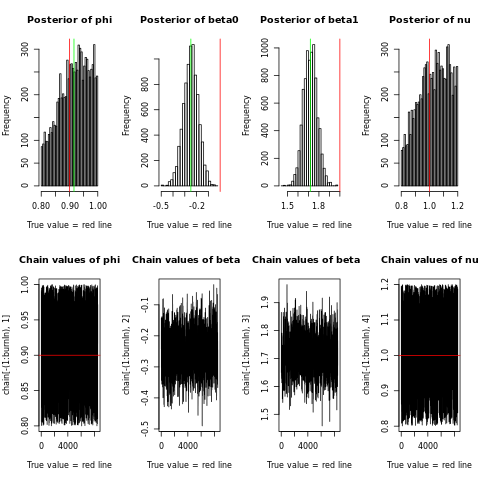 Posterior of phi
Posterior of beta0
Posterior of beta1
Posterior of nu
Frequency
0 50 100 200 300
0.80 0.90 1.00
True value = red line
Frequency
0 200 400 600 800
-0.5 -0.2
True value = red line
Frequency
0 200 400 600 800 1000
1.5 1.8
True value = red line
Frequency
0 50 100 200 300
0.8 1.0 1.2
True value = red line
Chain values of phi
Chain values of beta
Chain values of beta
Chain values of nu
chain[-(1:burnIn), 1]
0.80 0.85 0.90 0.95 1.00
0 4000
True value = red line
chain[-(1:burnIn), 2]
-0.5 -0.4 -0.3 -0.2 -0.1
0 4000
True value = red line
chain[-(1:burnIn), 3]
1.5 1.6 1.7 1.8 1.9
0 4000
True value = red line
chain[-(1:burnIn), 4]
0.8 0.9 1.0 1.1 1.2
0 4000
True value = red line